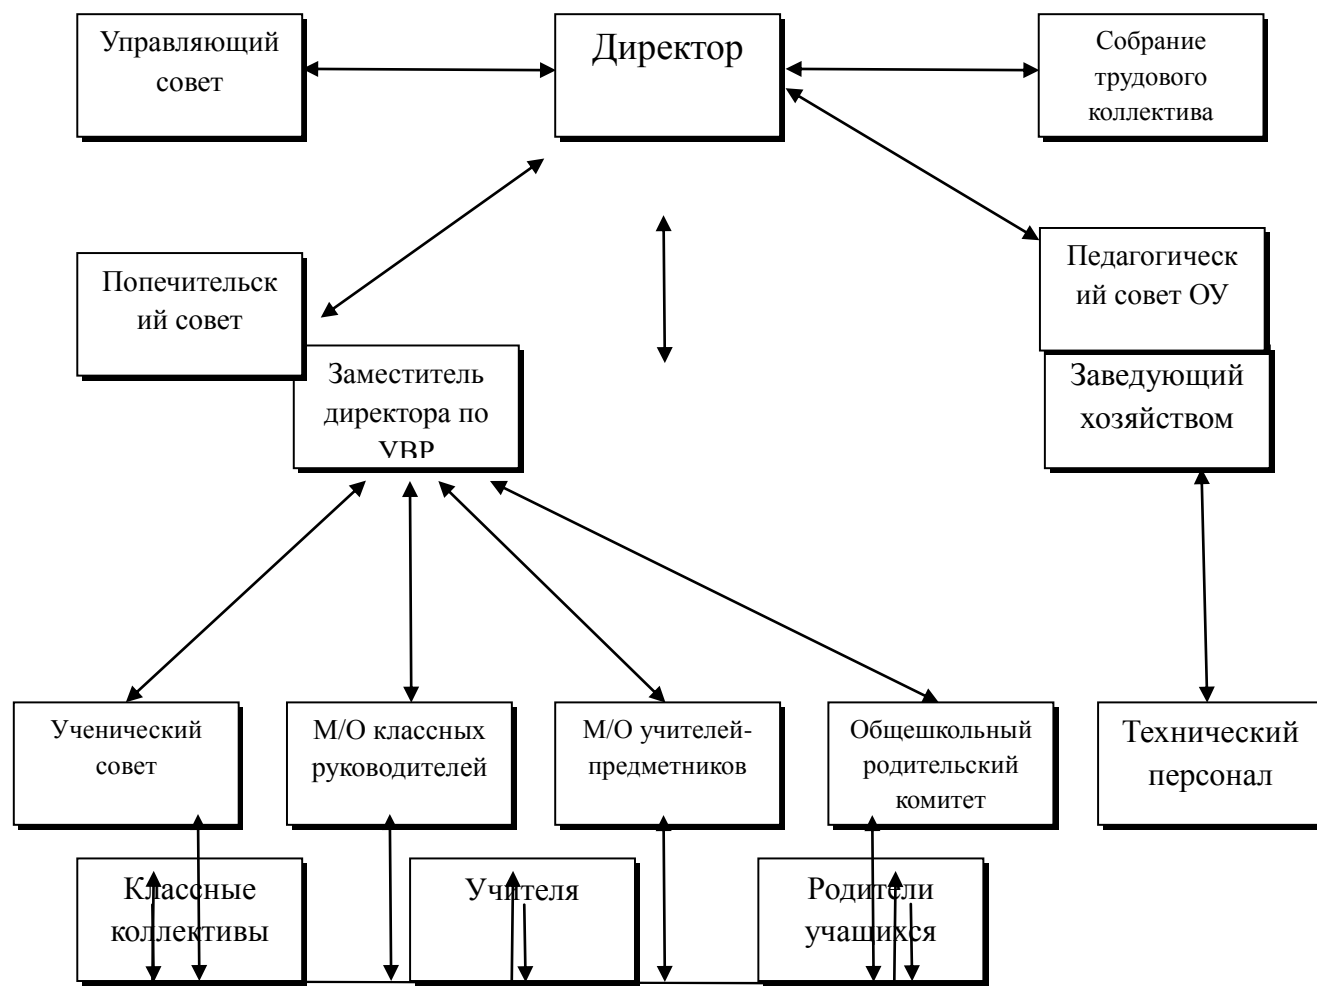 Управляющий
совет
Директор
Собрание
трудового
коллектива
Попечительск
ий совет
Педагогическ
ий совет ОУ
Заместитель
директора по
УВР
Заведующий
хозяйством
Ученический
совет
М/О классных
руководителей
М/О учителей-
предметников
Общешкольный
родительский
комитет
Технический
персонал
Классные
коллективы
Учителя
Родители
учащихся